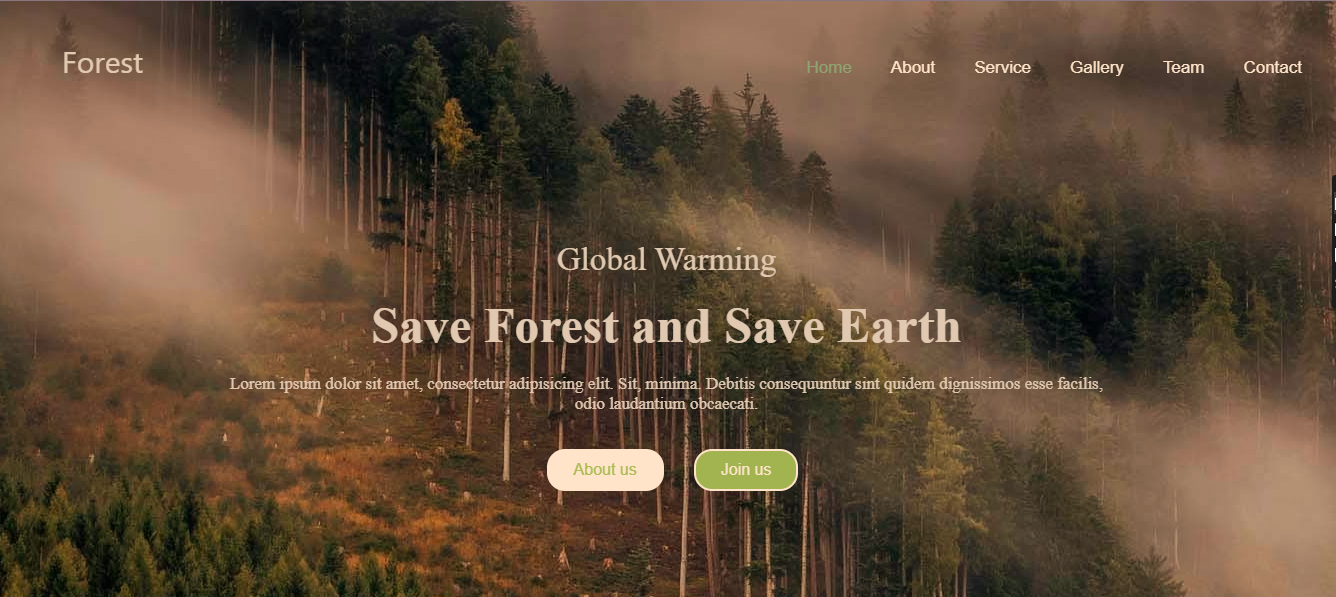 Forest
Home About Service Gallery Team Contact
Global Warming
Save Forest and Save Earth
Lorem ipsum dolor sit amet, consectetur adipisicing elit. Sit, minima. Debitis consequuntur sint quidem dignissimos esse facilis,
odio laudantium obcaecati.
About us Join us